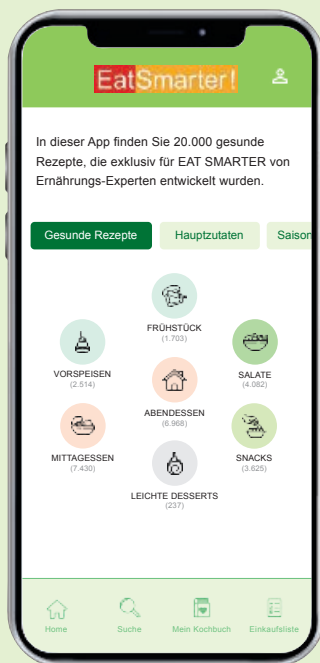 EatSmarter!
In dieser App finden Sie 20.000 gesunde
Rezepte, die exklusiv für EAT SMARTER von
Ernährungs-Experten entwickelt wurden.
Gesunde Rezepte
Hauptzutaten
Saison
FRÜHSTÜCK
(1.703)
VORSPEISEN
(2.514)
SALATE
(4.082)
ABENDESSEN
(6.968)
MITTAGESSEN
(7.430)
SNACKS
(3.625)
LEICHTE DESSERTS
(237)
Home
Suche
Mein Kochbuch
Einkaufsliste